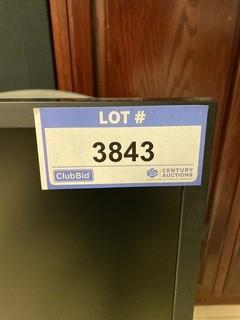 LOT #
3843
ClubBid
CENTURY
AUCTIONS